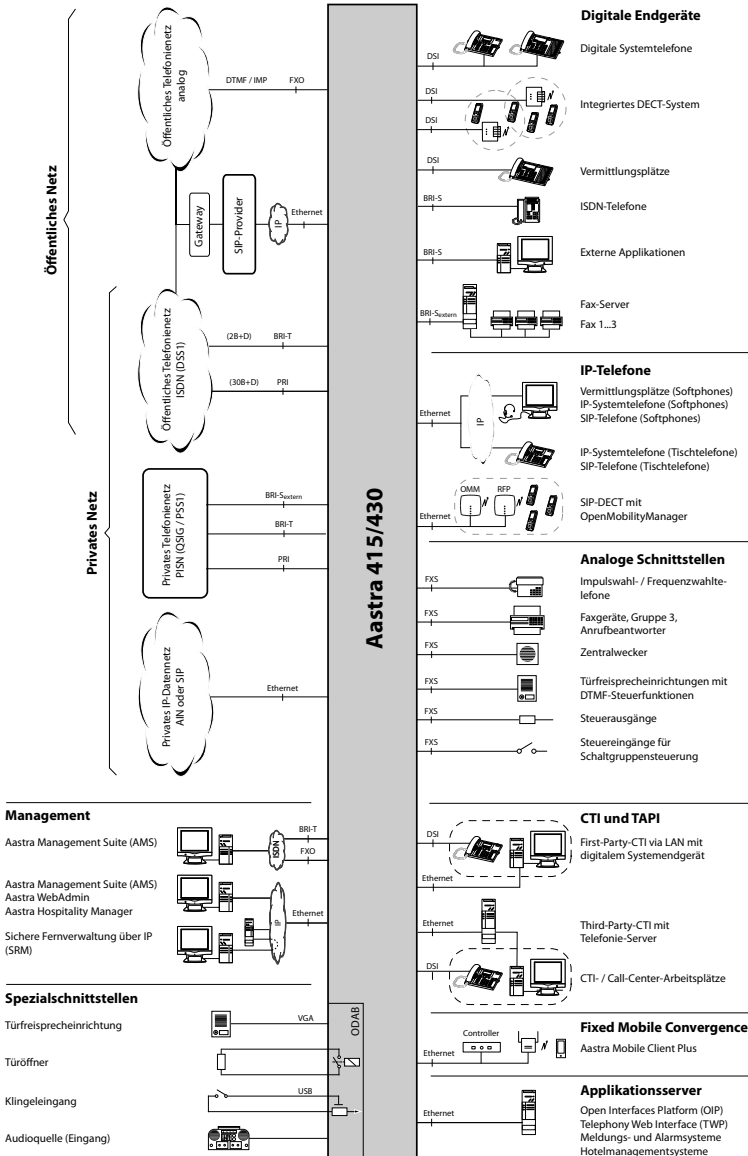 Öffentliches Netz
Privates Netz
Öffentliches Telefonienetz
analog
DTMF / IMP
FXO
Gateway
SIP-Provider
IP
Ethernet
Öffentliches Telefonienetz
ISDN (DSS1)
(2B+D)
BRI-T
(30B+D)
PRI
Privates Telefonienetz
PISN (QSIG / PSS1)
BRI-Sextern
BRI-T
PRI
Privates IP-Datennetz
AIN oder SIP
Ethernet
Management
Aastra Management Suite (AMS)
ISDN
BRI-T
FXO
Aastra Management Suite (AMS)
Aastra WebAdmin
Aastra Hospitality Manager
Sichere Fernverwaltung über IP
(SRM)
IP
Ethernet
Spezialschnittstellen
Türfreisprecheinrichtung
VGA
Türöffner
Klingeleingang
USB
Audioquelle (Eingang)
ODAB
Aastra 415/430
Digitale Endgeräte
DSI
Digitale Systemtelefone
DSI
DSI
Integriertes DECT-System
DSI
Vermittlungsplätze
BRI-S
ISDN-Telefone
BRI-S
Externe Applikationen
BRI-Sextern
Fax-Server
Fax 1...3
IP-Telefone
Ethernet
IP
Vermittlungsplätze (Softphones)
IP-Systemtelefone (Softphones)
SIP-Telefone (Softphones)
IP-Systemtelefone (Tischtelefone)
SIP-Telefone (Tischtelefone)
Ethernet
OMM
RFP
SIP-DECT mit
OpenMobilityManager
Analoge Schnittstellen
FXS
Impulswahl- / Frequenzwahlte-
lefone
FXS
Faxgeräte, Gruppe 3,
Anrufbeantworter
FXS
Zentralwecker
FXS
Türfreisprecheinrichtungen mit
DTMF-Steuerfunktionen
FXS
Steuerausgänge
FXS
Steuereingänge für
Schaltgruppensteuerung
CTI und TAPI
DSI
Ethernet
First-Party-CTI via LAN mit
digitalem Systemendgerät
Ethernet
Third-Party-CTI mit
Telefonie-Server
DSI
CTI- / Call-Center-Arbeitsplätze
Fixed Mobile Convergence
Ethernet
Controller
Aastra Mobile Client Plus
Applikationsserver
Ethernet
Open Interfaces Platform (OIP)
Telephony Web Interface (TWP)
Meldungs- und Alarmsysteme
Hotelmanagementsysteme